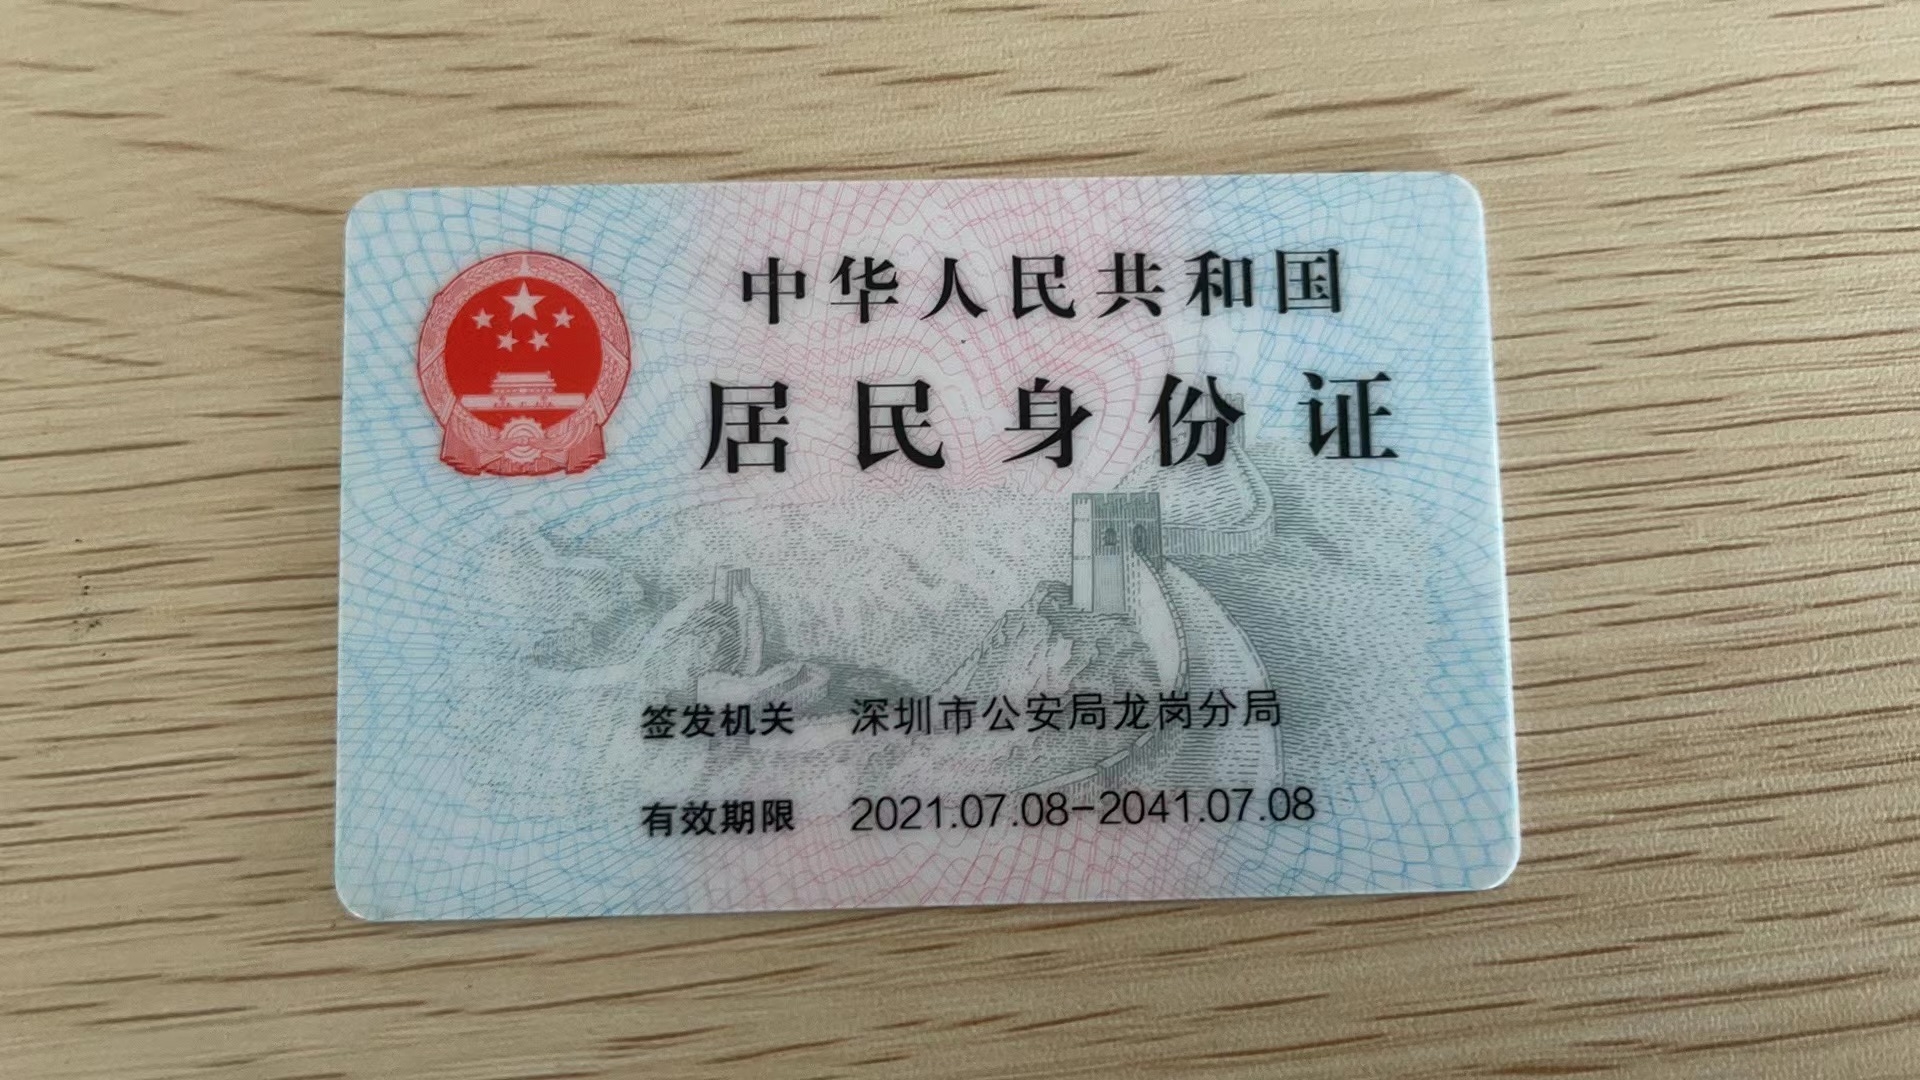 中华人民共和国
居民身份证
签发机关 深圳市公安局龙岗分局
有效期限 2021.07.08-2041.07.08